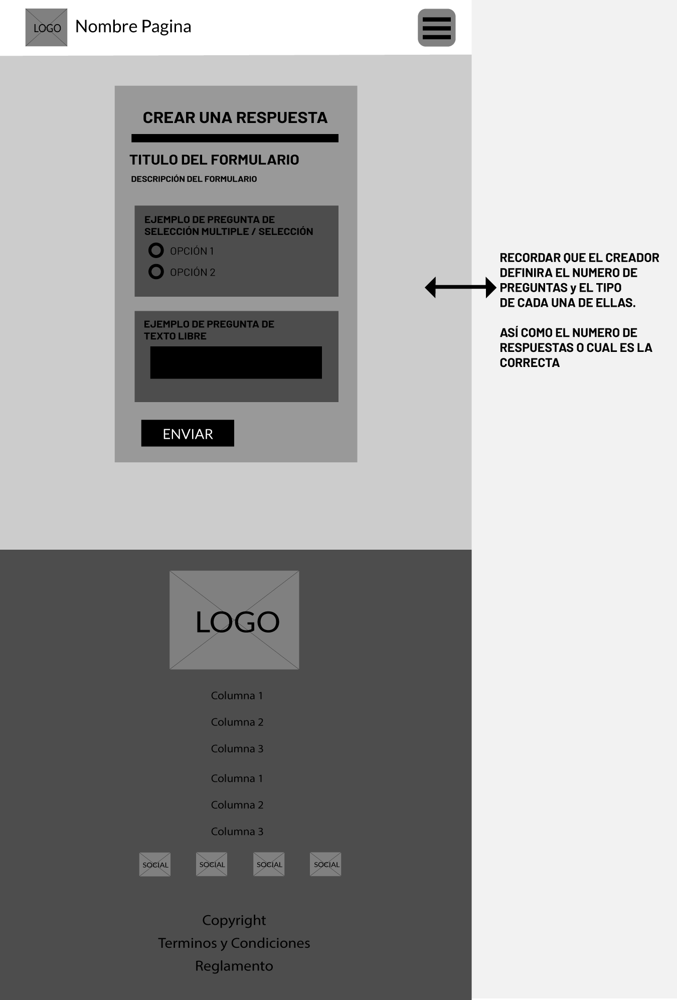 LOGO
Nombre Pagina
CREAR UNA RESPUESTA
TITULO DEL FORMULARIO
DESCRIPCIÓN DEL FORMULARIO
EJEMPLO DE PREGUNTA DE
SELECCIÓN MULTIPLE / SELECCIÓN
OPCIÓN 1
OPCIÓN 2
EJEMPLO DE PREGUNTA DE
TEXTO LIBRE
ENVIAR
RECORDAR QUE EL CREADOR
DEFINIRA EL NUMERO DE
PREGUNTAS y EL TIPO
DE CADA UNA DE ELLAS.
ASÍ COMO EL NUMERO DE
RESPUESTAS O CUAL ES LA
CORRECTA
LOGO
Columna 1
Columna 2
Columna 3
Columna 1
Columna 2
Columna 3
SOCIAL
SOCIAL
SOCIAL
SOCIAL
Copyright
Terminos y Condiciones
Reglamento